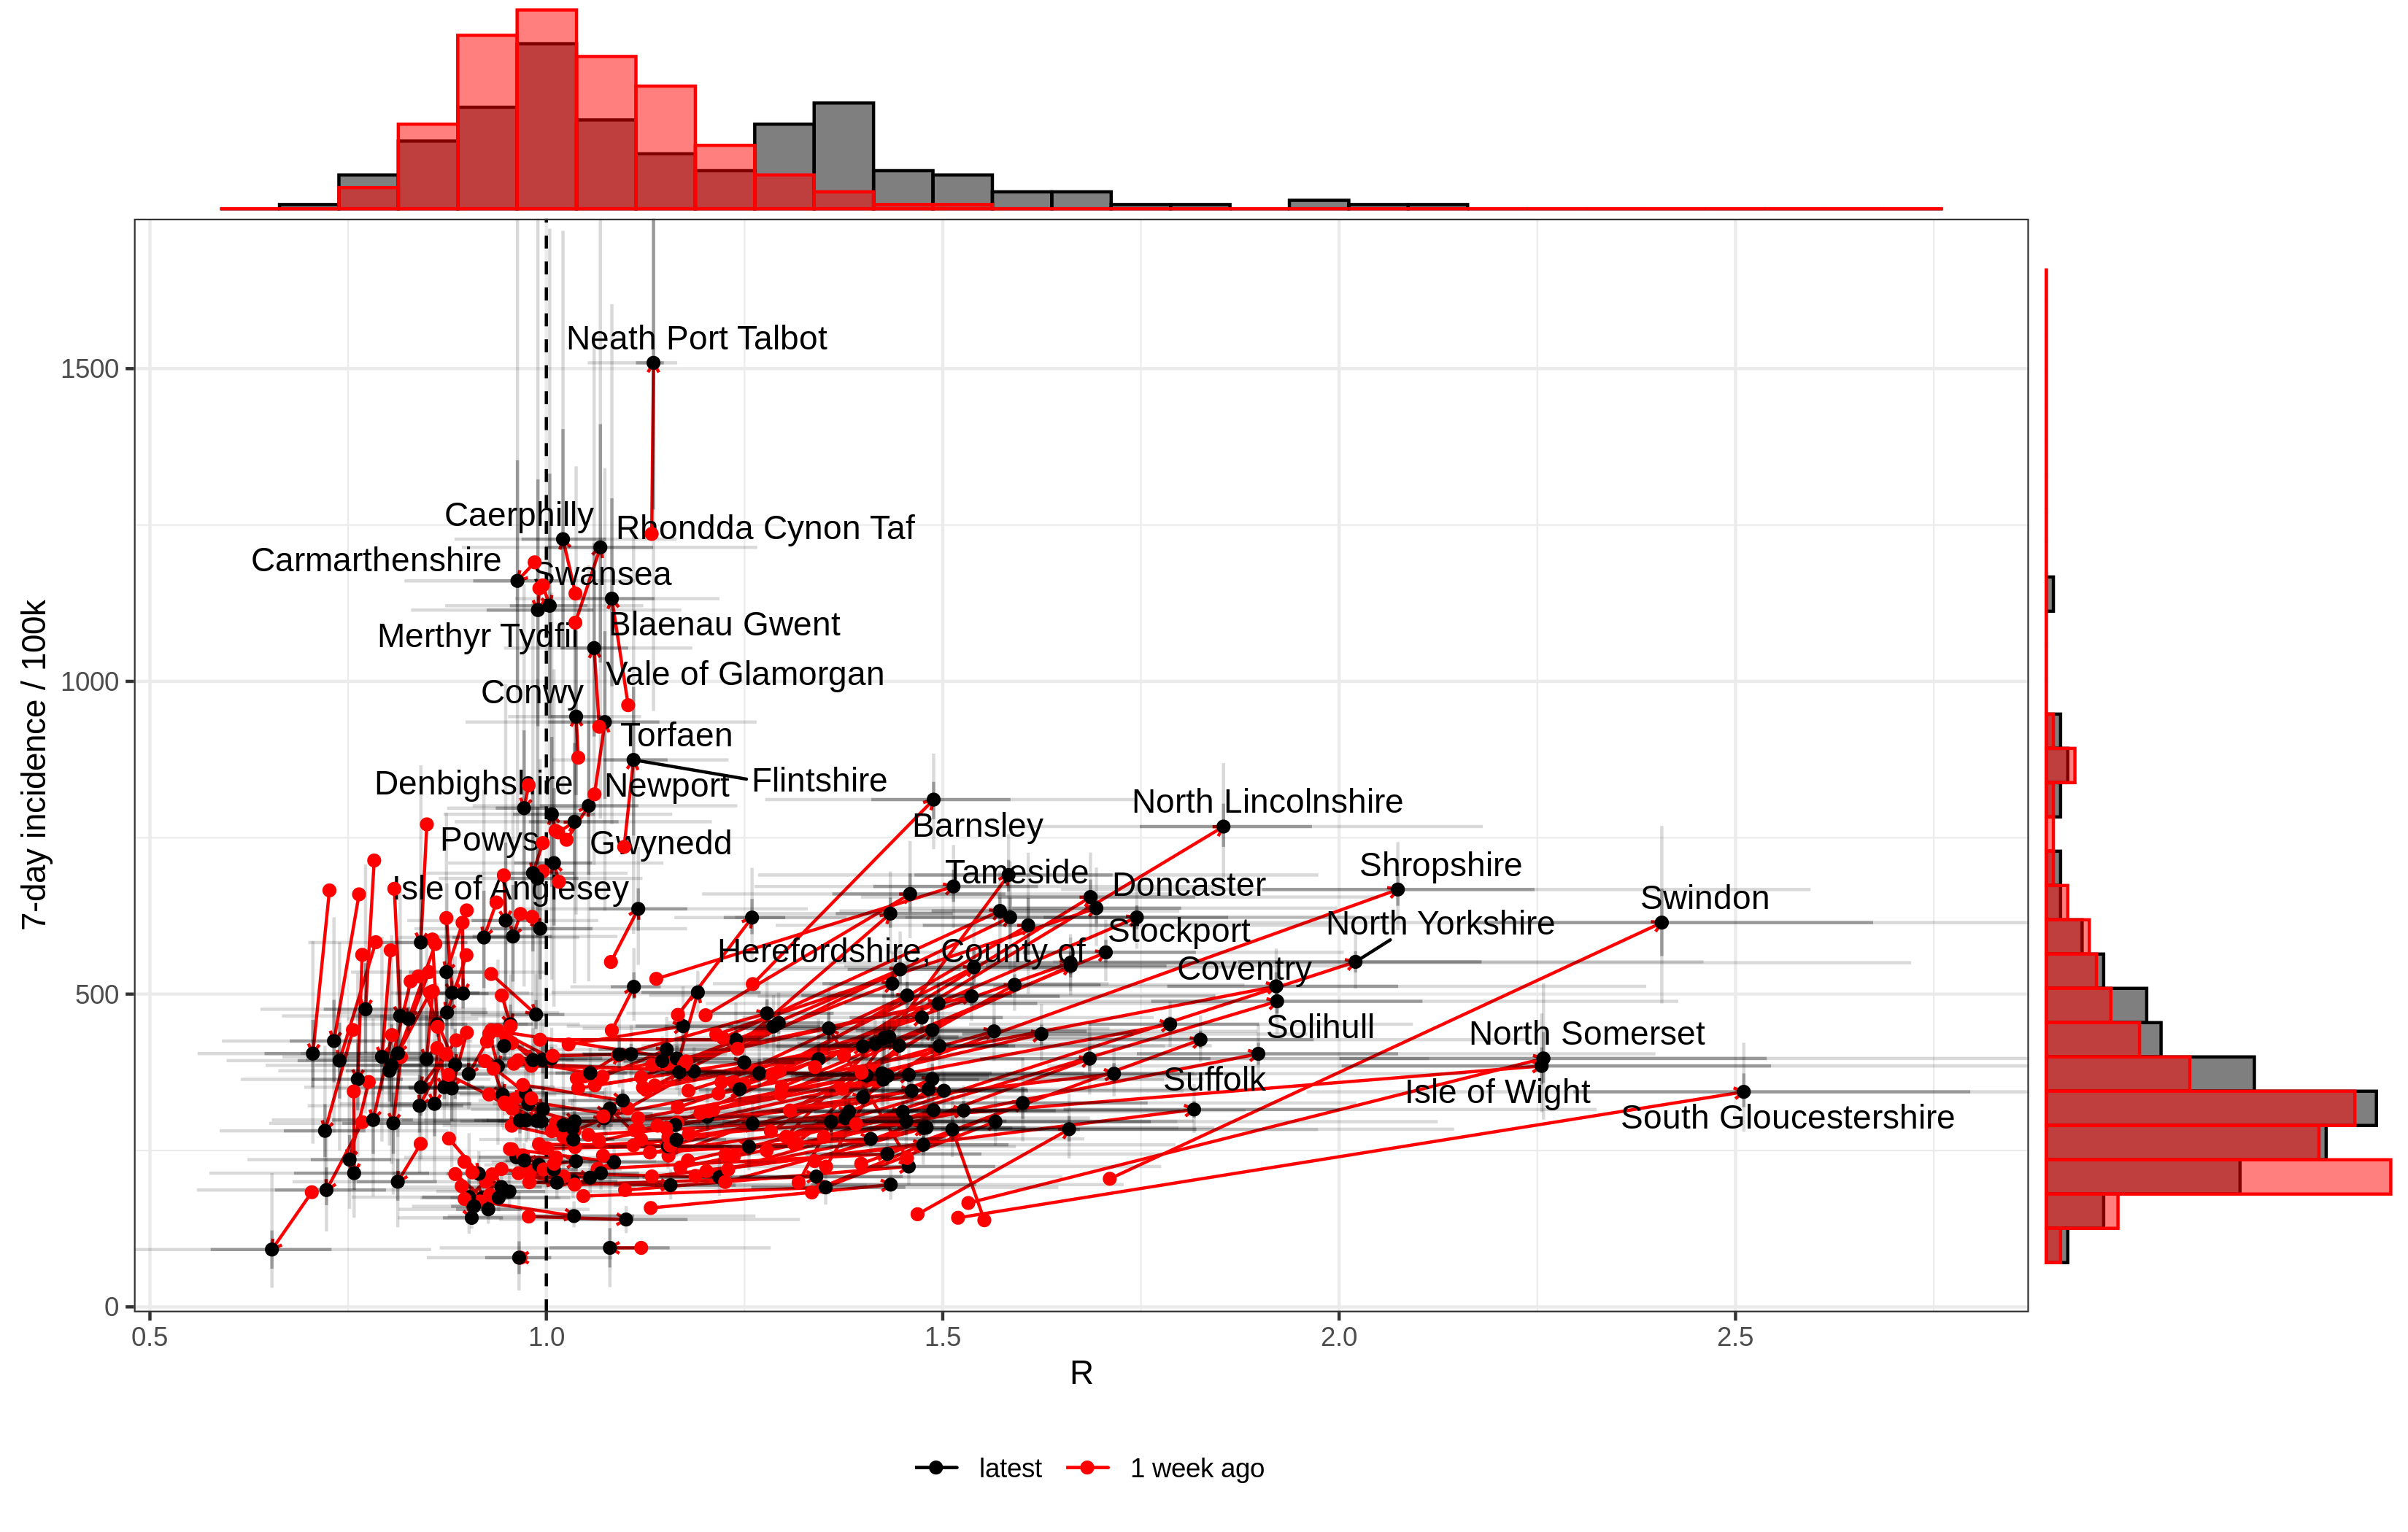 1500
1000
500
0
7-day incidence / 100k
Neath Port Talbot
Caerphilly
Rhondda Cynon Taf
Carmarthenshire
Swansea
Merthyr Tydfil
Blaenau Gwent
Vale of Glamorgan
Conwy
Torfaen
Denbighshire
Newport
Flintshire
Powys
Gwynedd
Isle of Anglesey
Barnsley
North Lincolnshire
Tameside
Doncaster
Shropshire
Swindon
Herefordshire, County of
Stockport
North Yorkshire
Coventry
Solihull
North Somerset
Suffolk
Isle of Wight
South Gloucestershire
0.5
1.0
1.5
2.0
2.5
R
latest
1 week ago